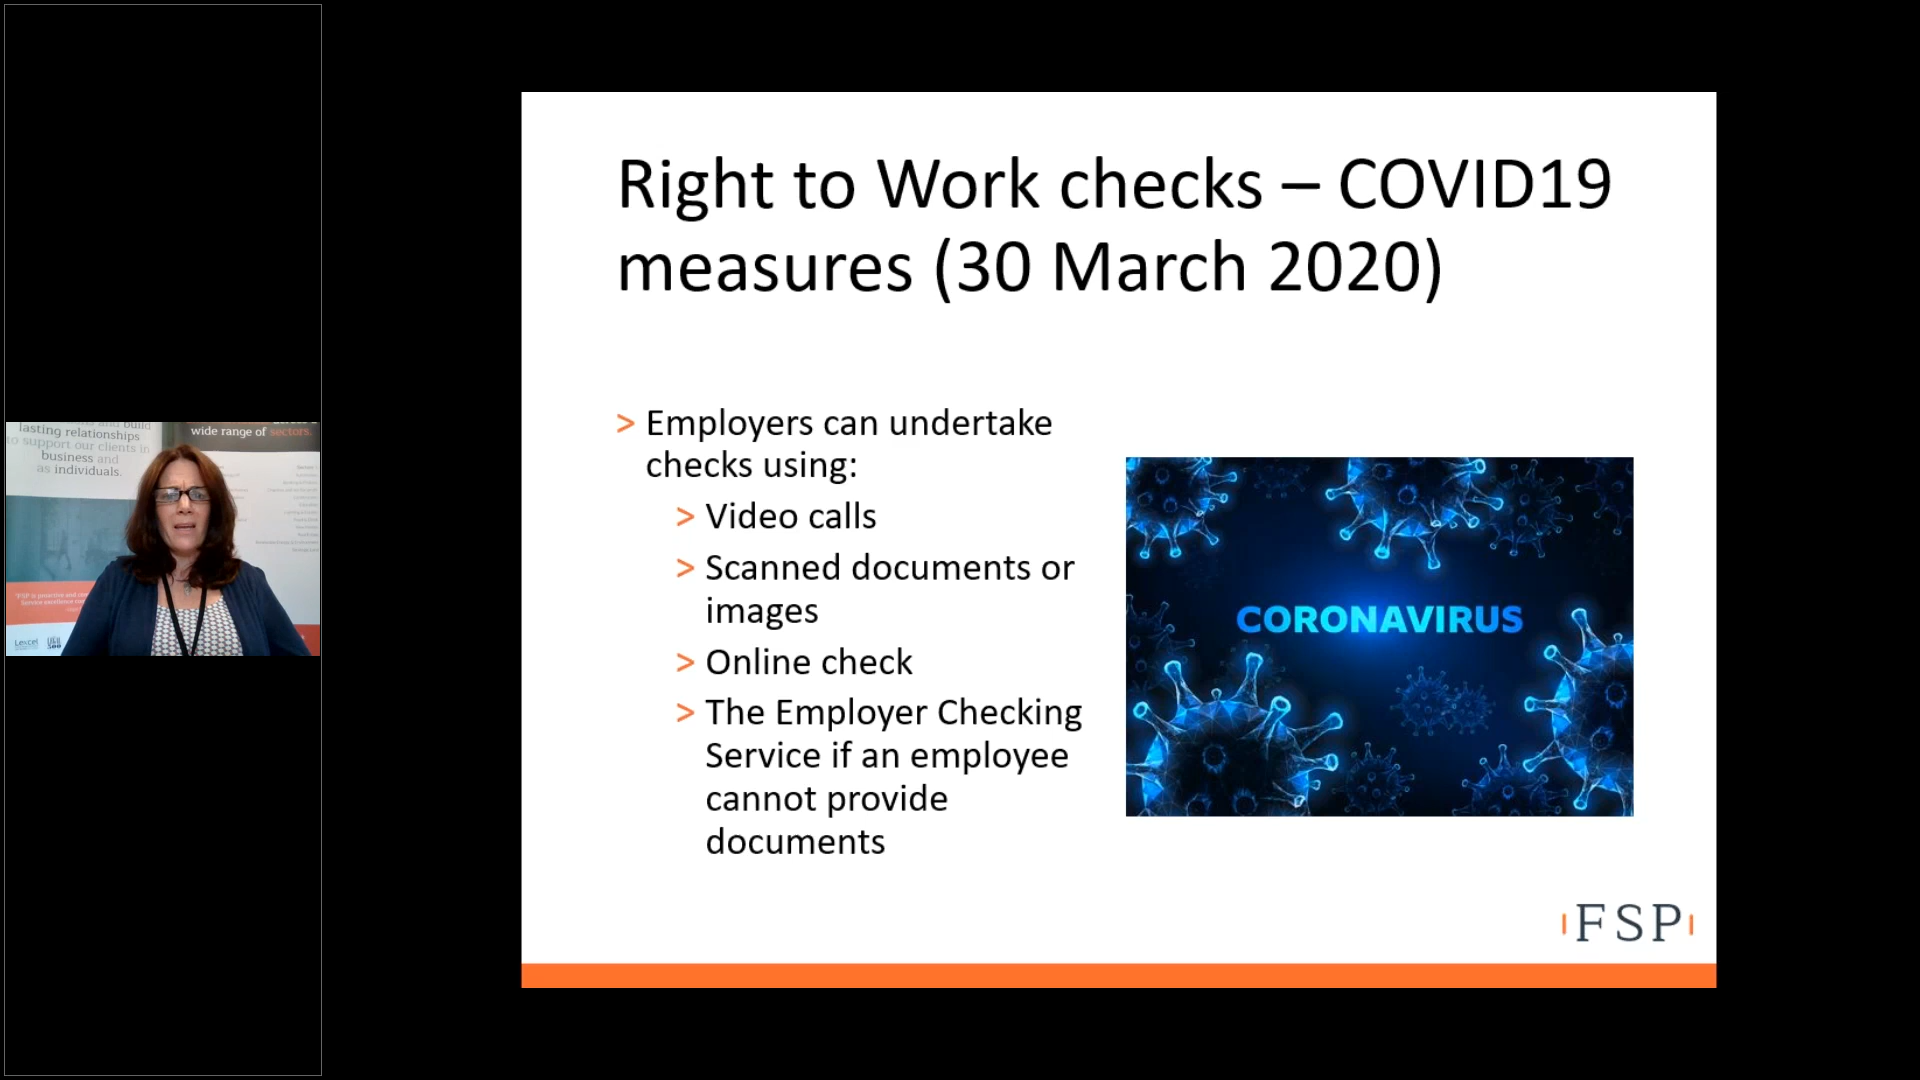 lasting relationships
to support our clients in
business and
as individuals.
wide range of sectors.
Lexcel
Right to Work checks – COVID19
measures (30 March 2020)
> Employers can undertake
checks using:
> Video calls
> Scanned documents or
images
> Online check
> The Employer Checking
Service if an employee
cannot provide
documents
CORONAVIRUS
FSP